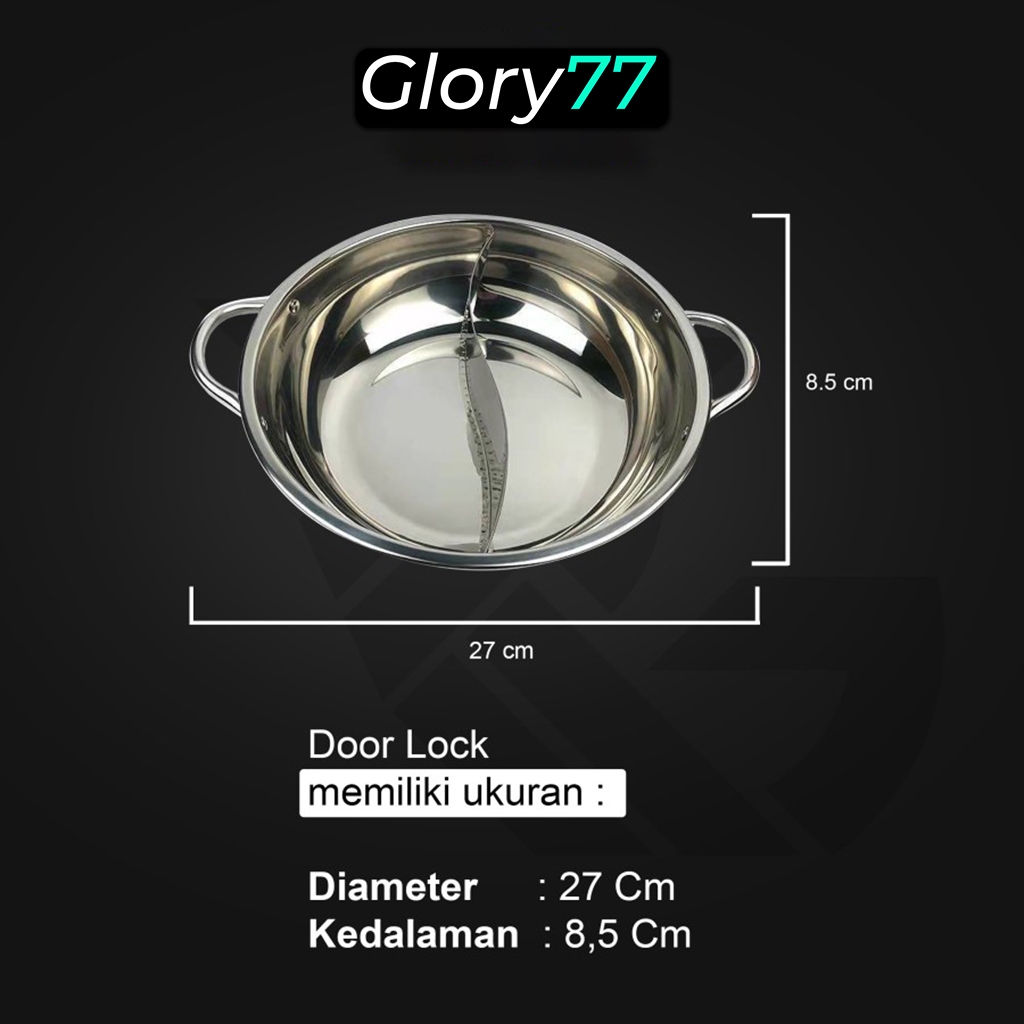 Glory77
8.5 cm
27 cm
Door Lock
memiliki ukuran :
Diameter : 27 Cm
Kedalaman : 8,5 Cm